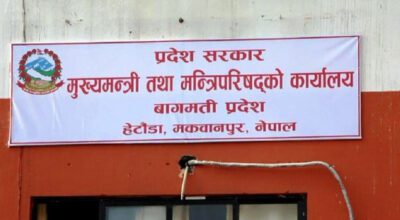 प्रदेश सरकार
मुख्यमन्त्री तथा मन्त्रिपरिषद्को कार्यालय
बागमती प्रदेश
हेटौंडा, मकवानपुर, नेपाल